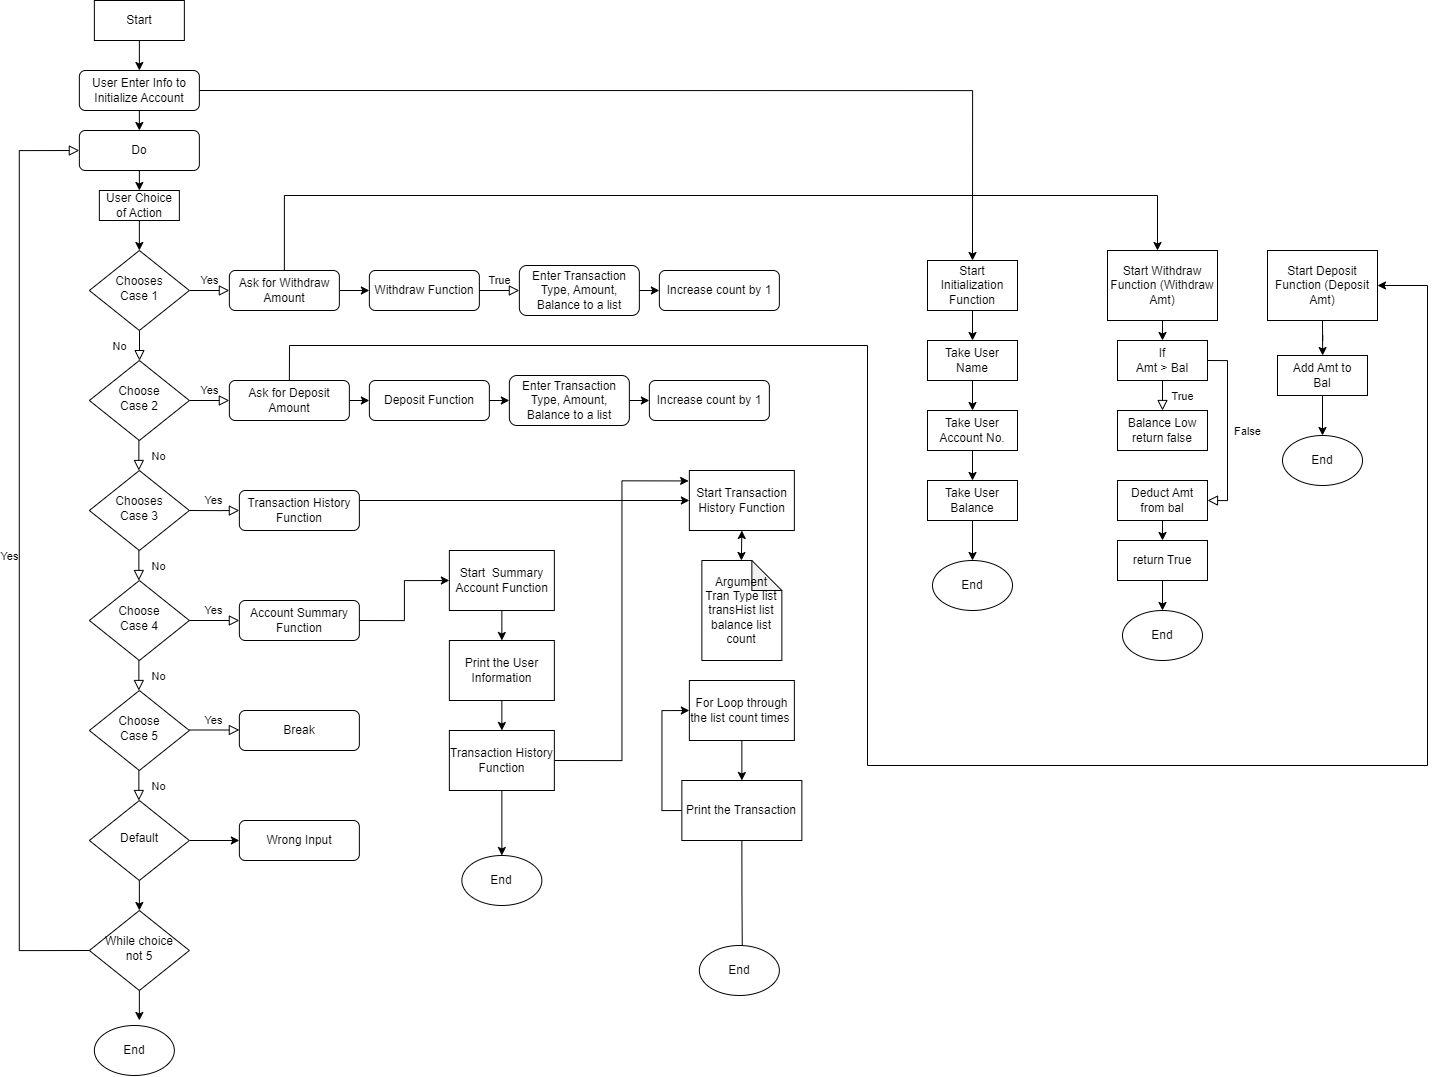 Start
User Enter Info to
Initialize Account
Do
User Choice
of Action
Chooses
Case 1
Yes
Ask for Withdraw
Amount
Withdraw Function
True
Enter Transaction
Type, Amount,
Balance to a list
Increase count by 1
No
Choose
Case 2
Yes
Ask for Deposit
Amount
Deposit Function
Enter Transaction
Type, Amount,
Balance to a list
Increase count by 1
No
Chooses
Case 3
Yes
Transaction History
Function
No
Choose
Case 4
Yes
Account Summary
Function
No
Choose
Case 5
Yes
Break
No
Default
Wrong Input
While choice
not 5
Yes
End
Start Summary
Account Function
Print the User
Information
Transaction History
Function
End
Start Transaction
History Function
Argument
Tran Type list
transHist list
balance list
count
For Loop through
the list count times
Print the Transaction
End
Start
Initialization
Function
Take User
Name
Take User
Account No.
Take User
Balance
End
Start Withdraw
Function (Withdraw
Amt)
If
Amt > Bal
True
Balance Low
return false
False
Deduct Amt
from bal
return True
End
Start Deposit
Function (Deposit
Amt)
Add Amt to
Bal
End